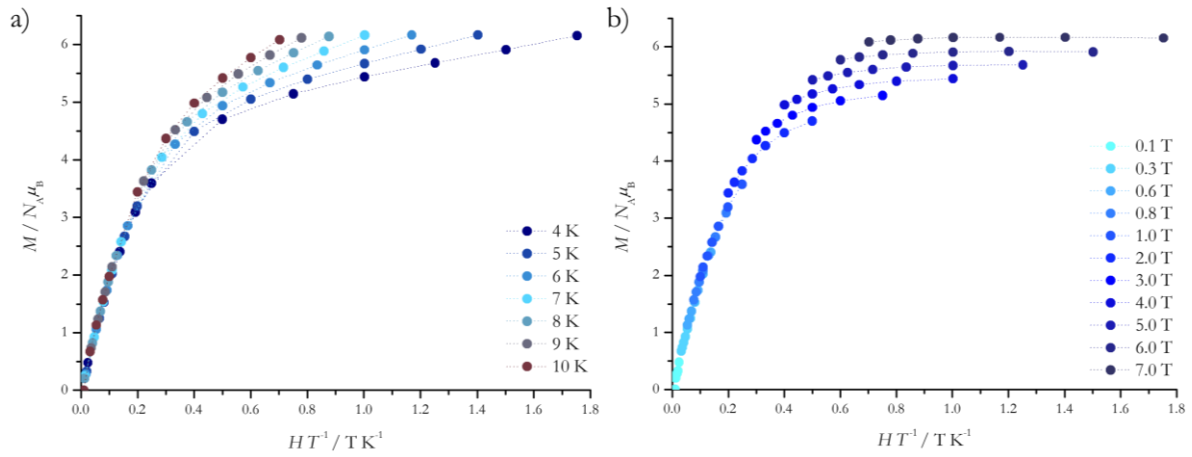 a)
M / N_A μ_B
6
5
4
3
2
1
0
0.0 0.2 0.4 0.6 0.8 1.0 1.2 1.4 1.6 1.8
H T⁻¹ / T K⁻¹
4 K
5 K
6 K
7 K
8 K
9 K
10 K
b)
M / N_A μ_B
6
5
4
3
2
1
0
0.0 0.2 0.4 0.6 0.8 1.0 1.2 1.4 1.6 1.8
H T⁻¹ / T K⁻¹
0.1 T
0.3 T
0.6 T
0.8 T
1.0 T
2.0 T
3.0 T
4.0 T
5.0 T
6.0 T
7.0 T